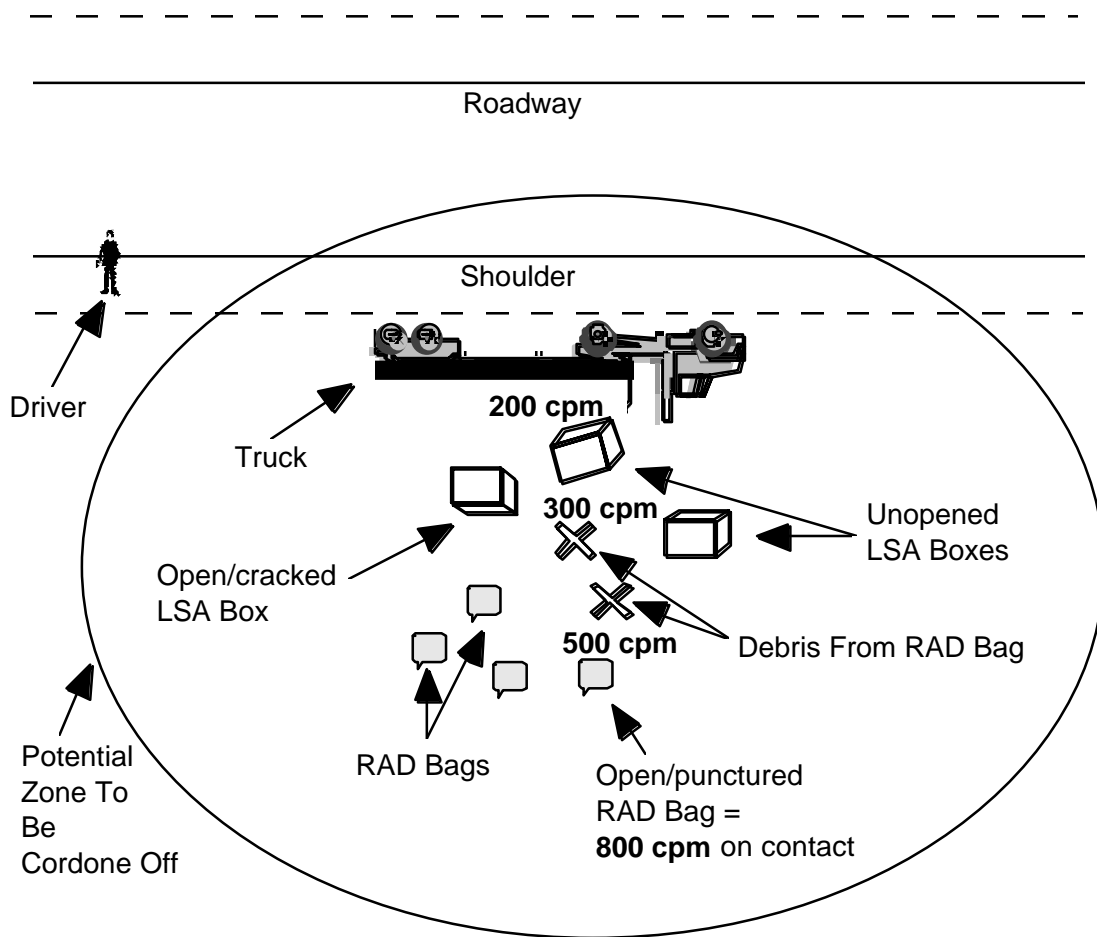 Roadway
Shoulder
Driver
200 cpm
Truck
300 cpm
Unopened
LSA Boxes
Open/cracked
LSA Box
500 cpm
Debris From RAD Bag
RAD Bags
Potential
Zone To
Be
Cordone Off
Open/punctured
RAD Bag =
800 cpm on contact